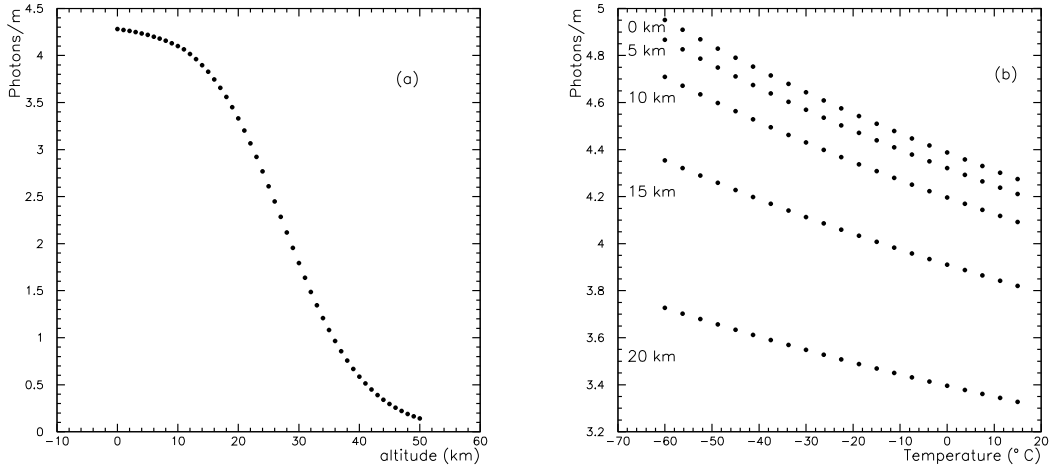 Photons/m
4.5
4
3.5
3
2.5
2
1.5
1
0.5
0
−10 0 10 20 30 40 50 60
altitude (km)
(a)
Photons/m
5
4.8
4.6
4.4
4.2
4
3.8
3.6
3.4
3.2
−70 −60 −50 −40 −30 −20 −10 0 10 20
Temperature (° C)
(b)
0 km
5 km
10 km
15 km
20 km